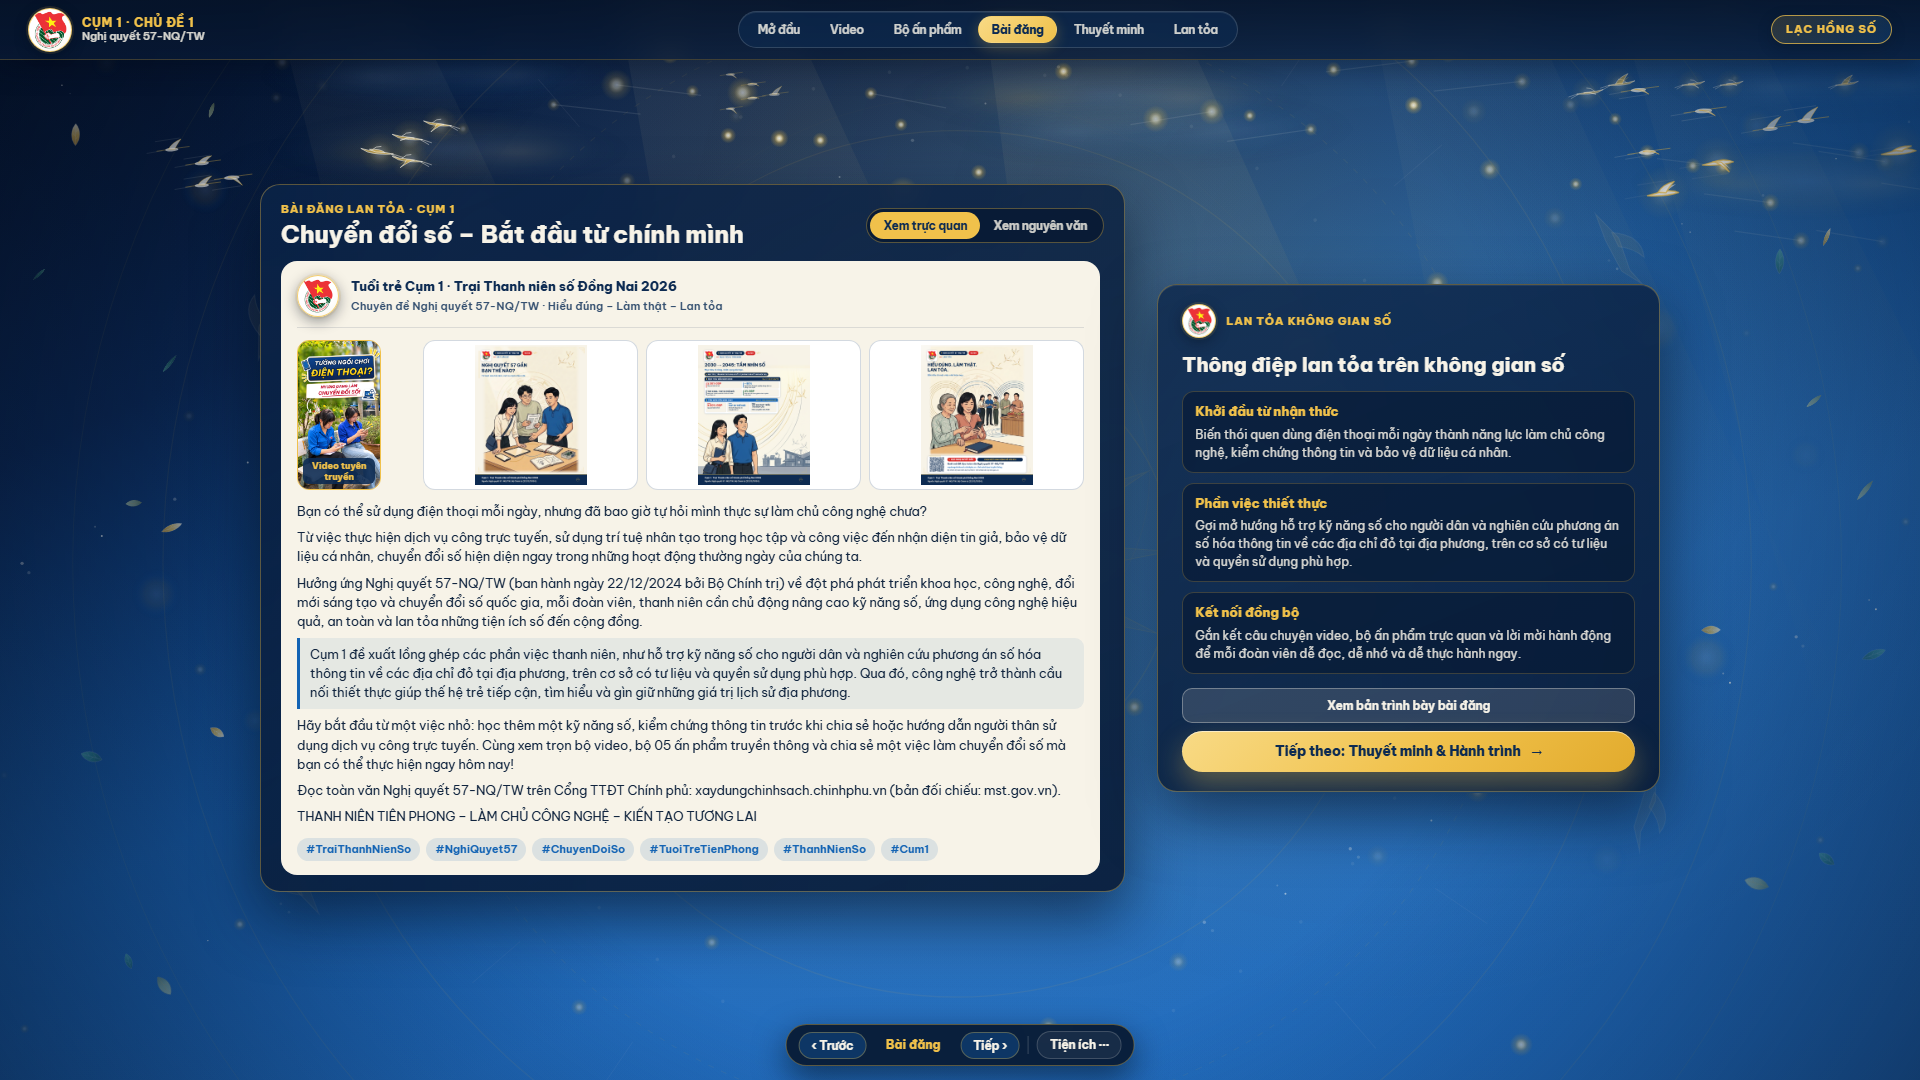 CỤM 1 · CHỦ ĐỀ 1
Nghị quyết 57-NQ/TW
Mở đầu
Video
Bộ ấn phẩm
Bài đăng
Thuyết minh
Lan tỏa
LẠC HỒNG SỐ
BÀI ĐĂNG LAN TỎA · CỤM 1
Chuyển đổi số – Bắt đầu từ chính mình
Xem trực quan
Xem nguyên văn
Tuổi trẻ Cụm 1 · Trại Thanh niên số Đồng Nai 2026
Chuyên đề Nghị quyết 57-NQ/TW · Hiểu đúng – Làm thật – Lan tỏa
TƯỞNG NGỒI CHƠI
ĐIỆN THOẠI?
CHUYỂN ĐỔI SỐ!
Video tuyên
truyền
NGHỊ QUYẾT 57 GẦN
BẠN THẾ NÀO?
2030 → 2045: TẦM NHÌN SỐ
HIỂU ĐÚNG. LÀM THẬT.
LAN TỎA.
Bạn có thể sử dụng điện thoại mỗi ngày, nhưng đã bao giờ tự hỏi mình thực sự làm chủ công nghệ chưa?
Từ việc thực hiện dịch vụ công trực tuyến, sử dụng trí tuệ nhân tạo trong học tập và công việc đến nhận diện tin giả, bảo vệ dữ
liệu cá nhân, chuyển đổi số hiện diện ngay trong những hoạt động thường ngày của chúng ta.
Hưởng ứng Nghị quyết 57-NQ/TW (ban hành ngày 22/12/2024 bởi Bộ Chính trị) về đột phá phát triển khoa học, công nghệ, đổi
mới sáng tạo và chuyển đổi số quốc gia, mỗi đoàn viên, thanh niên cần chủ động nâng cao kỹ năng số, ứng dụng công nghệ hiệu
quả, an toàn và lan tỏa những tiện ích số đến cộng đồng.
Cụm 1 đề xuất lồng ghép các phần việc thanh niên, như hỗ trợ kỹ năng số cho người dân và nghiên cứu phương án số hóa
thông tin về các địa chỉ đỏ tại địa phương, trên cơ sở có tư liệu và quyền sử dụng phù hợp. Qua đó, công nghệ trở thành cầu
nối thiết thực giúp thế hệ trẻ tiếp cận, tìm hiểu và gìn giữ những giá trị lịch sử địa phương.
Hãy bắt đầu từ một việc nhỏ: học thêm một kỹ năng số, kiểm chứng thông tin trước khi chia sẻ hoặc hướng dẫn người thân sử
dụng dịch vụ công trực tuyến. Cùng xem trọn bộ video, bộ 05 ấn phẩm truyền thông và chia sẻ một việc làm chuyển đổi số mà
bạn có thể thực hiện ngay hôm nay!
Đọc toàn văn Nghị quyết 57-NQ/TW trên Cổng TTĐT Chính phủ: xaydungchinhsach.chinhphu.vn (bản đối chiếu: mst.gov.vn).
THANH NIÊN TIÊN PHONG – LÀM CHỦ CÔNG NGHỆ – KIẾN TẠO TƯƠNG LAI
#TraiThanhNienSo
#NghiQuyet57
#ChuyenDoiSo
#TuoiTreTienPhong
#ThanhNienSo
#Cum1
LAN TỎA KHÔNG GIAN SỐ
Thông điệp lan tỏa trên không gian số
Khởi đầu từ nhận thức
Biến thói quen dùng điện thoại mỗi ngày thành năng lực làm chủ công
nghệ, kiểm chứng thông tin và bảo vệ dữ liệu cá nhân.
Phần việc thiết thực
Gợi mở hướng hỗ trợ kỹ năng số cho người dân và nghiên cứu phương án
số hóa thông tin về các địa chỉ đỏ tại địa phương, trên cơ sở có tư liệu
và quyền sử dụng phù hợp.
Kết nối đồng bộ
Gắn kết câu chuyện video, bộ ấn phẩm trực quan và lời mời hành động
để mỗi đoàn viên dễ đọc, dễ nhớ và dễ thực hành ngay.
Xem bản trình bày bài đăng
Tiếp theo: Thuyết minh & Hành trình →
‹ Trước
Bài đăng
Tiếp ›
Tiện ích ···